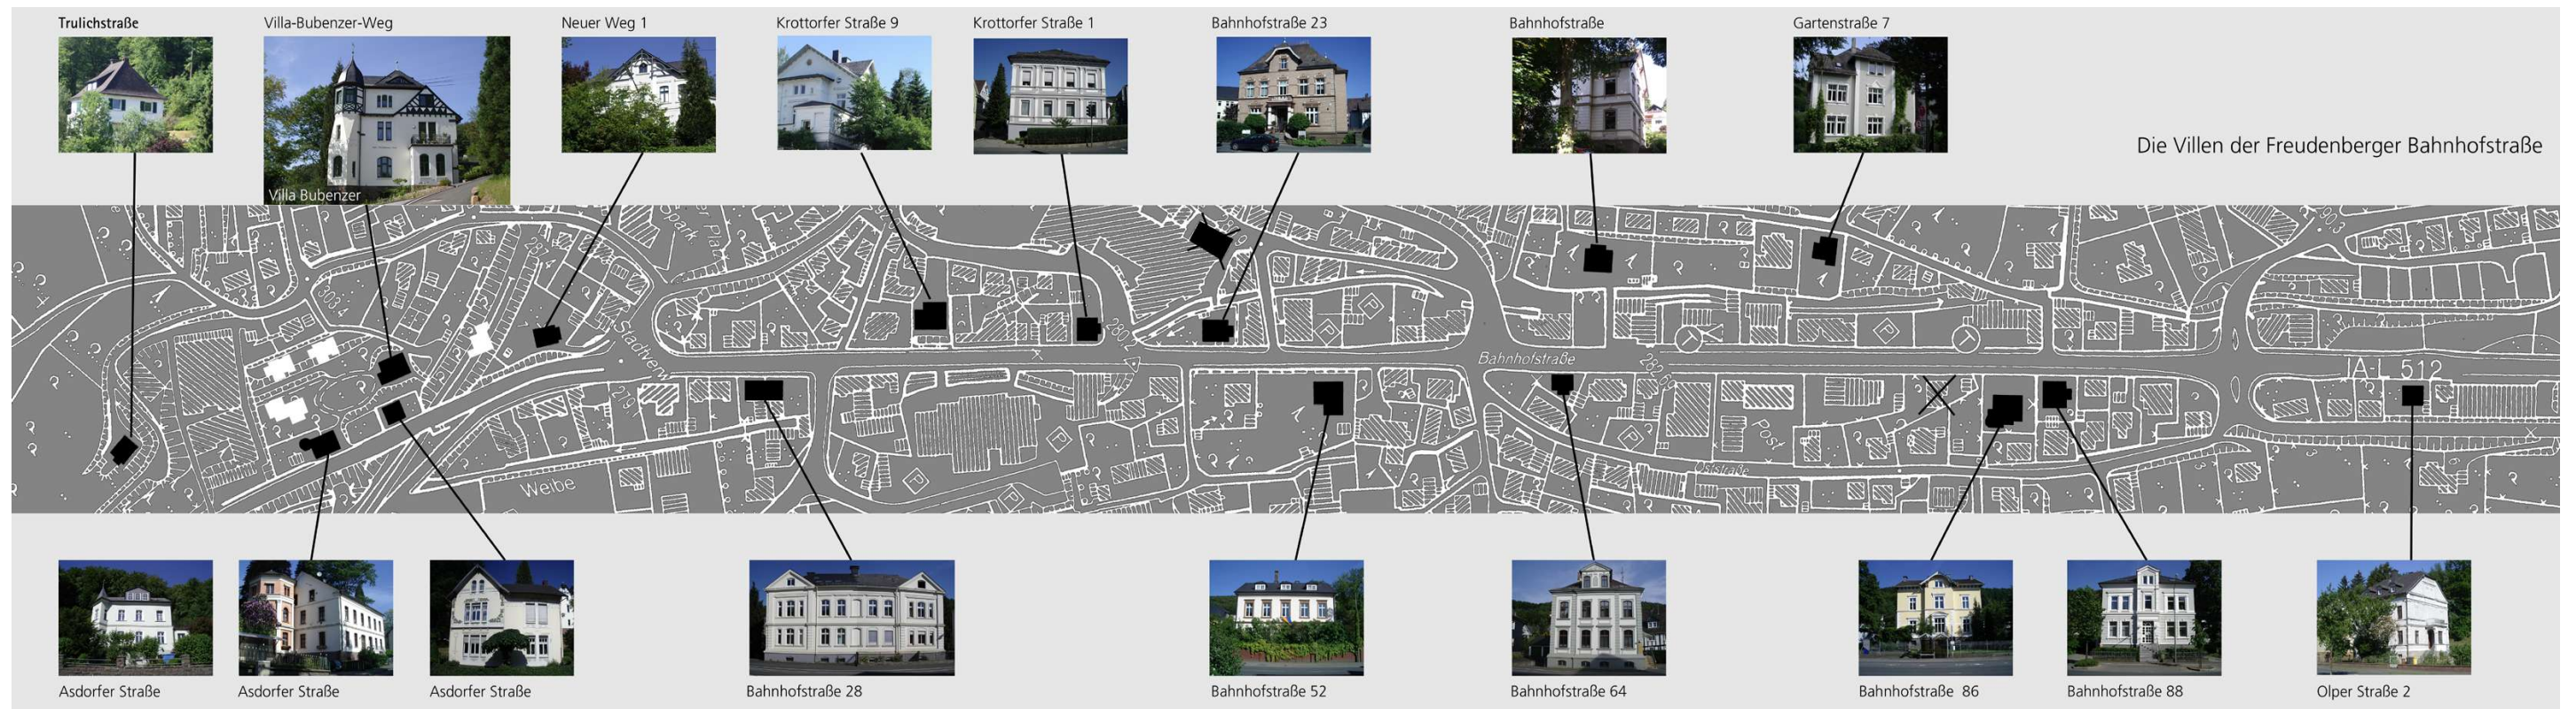 Trulichstraße
Villa-Bubenzer-Weg
Neuer Weg 1
Krottorfer Straße 9
Krottorfer Straße 1
Bahnhofstraße 23
Bahnhofstraße
Gartenstraße 7
Villa Bubenzer
Die Villen der Freudenberger Bahnhofstraße
Bahnhofstraße
Weibe
Post
Oststraße
L 512
Asdorfer Straße
Asdorfer Straße
Asdorfer Straße
Bahnhofstraße 28
Bahnhofstraße 52
Bahnhofstraße 64
Bahnhofstraße 86
Bahnhofstraße 88
Olper Straße 2